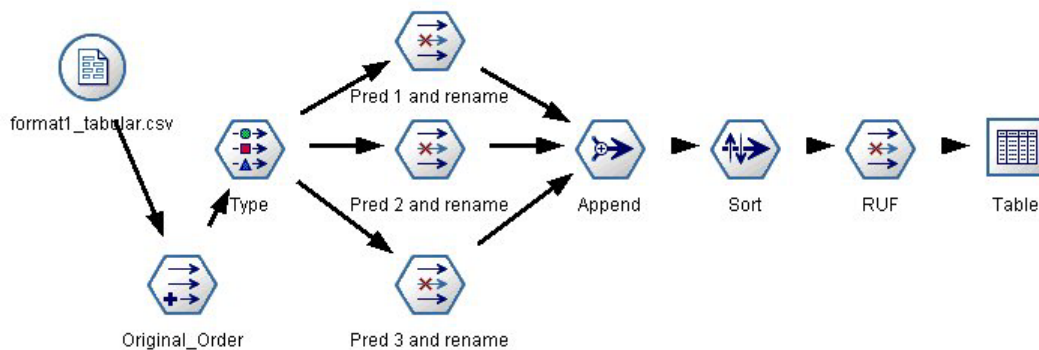 Pred 1 and rename
format1_tabular.csv
Type
Pred 2 and rename
Append
Sort
RUF
Table
Original_Order
Pred 3 and rename